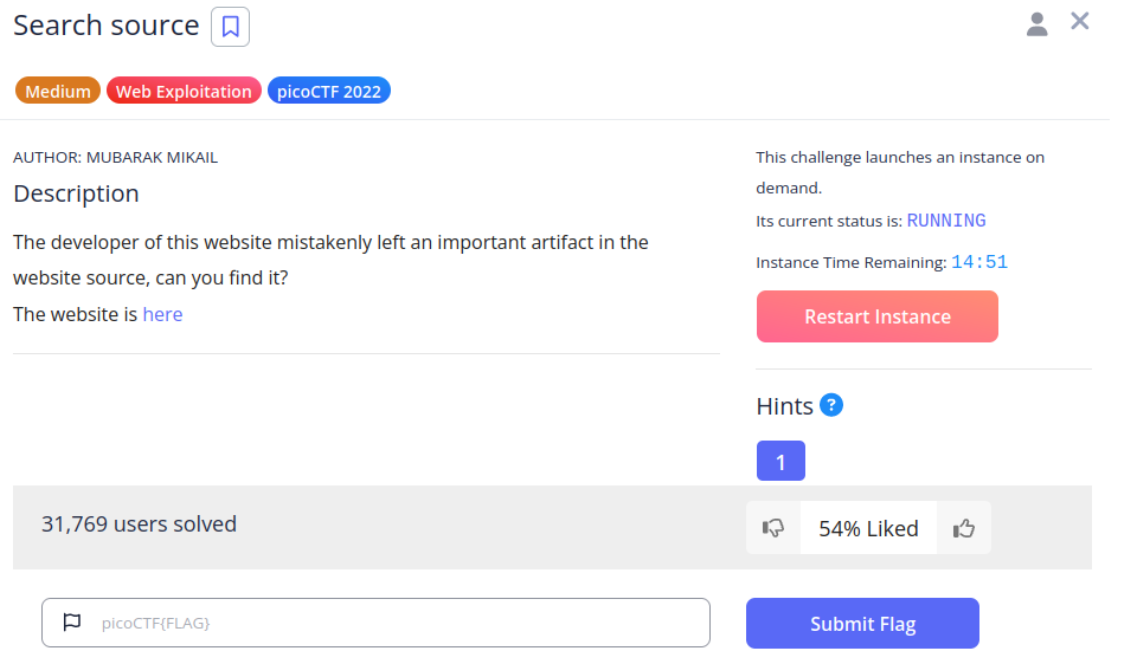 Search source
Medium Web Exploitation picoCTF 2022
AUTHOR: MUBARAK MIKAIL
Description
The developer of this website mistakenly left an important artifact in the
website source, can you find it?
The website is here
This challenge launches an instance on
demand.
Its current status is: RUNNING
Instance Time Remaining: 14:51
Restart Instance
Hints ?
1
31,769 users solved
54% Liked
picoCTF{FLAG}
Submit Flag